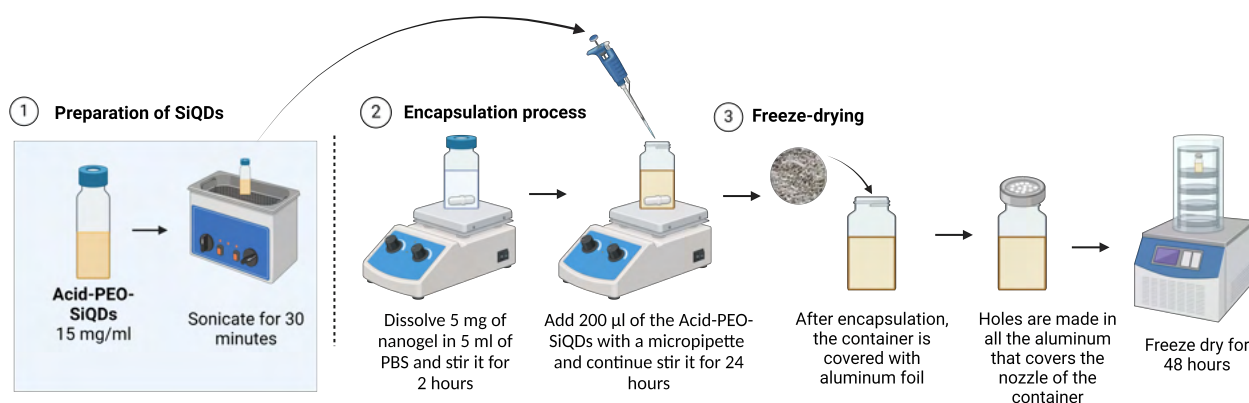 1 Preparation of SiQDs
Acid-PEO-
SiQDs
15 mg/ml
Sonicate for 30
minutes
2 Encapsulation process
Dissolve 5 mg of
nanogel in 5 ml of
PBS and stir it for
2 hours
Add 200 µl of the Acid-PEO-
SiQDs with a micropipette
and continue stir it for 24
hours
3 Freeze-drying
After encapsulation,
the container is
covered with
aluminum foil
Holes are made in
all the aluminum
that covers the
nozzle of the
container
Freeze dry for
48 hours